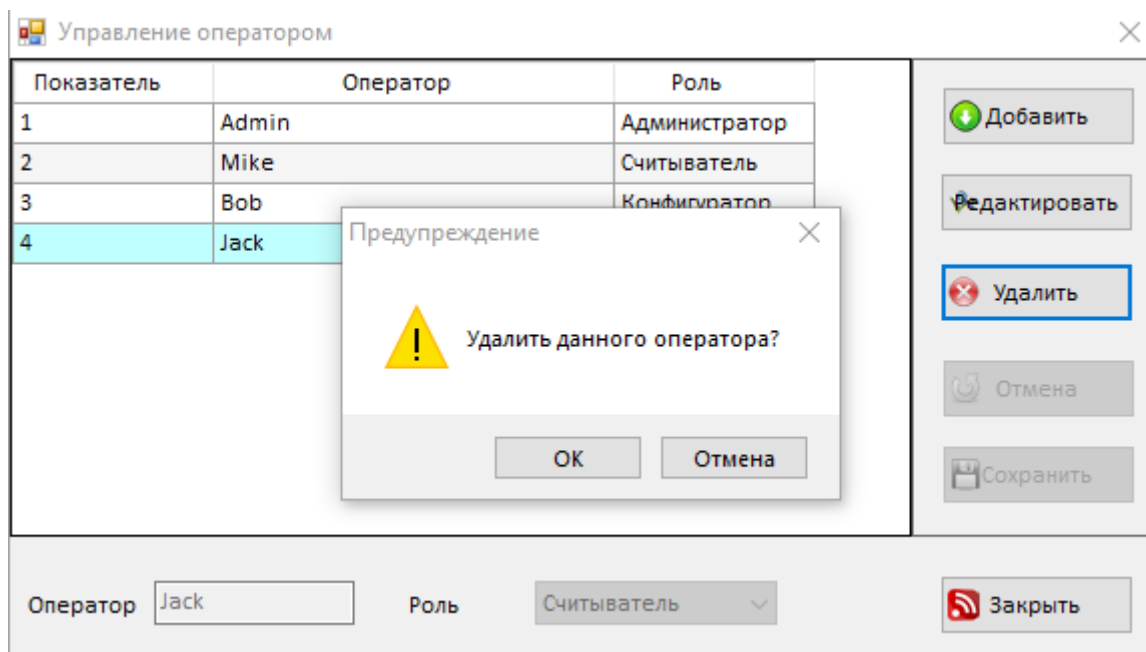 Управление оператором
Показатель Оператор Роль
1 Admin Администратор
2 Mike Считыватель
3 Bob Конфигуратор
4 Jack
Предупреждение
Удалить данного оператора?
ОК Отмена
Добавить
Редактировать
Удалить
Отмена
Сохранить
Оператор Jack Роль Считыватель
Закрыть